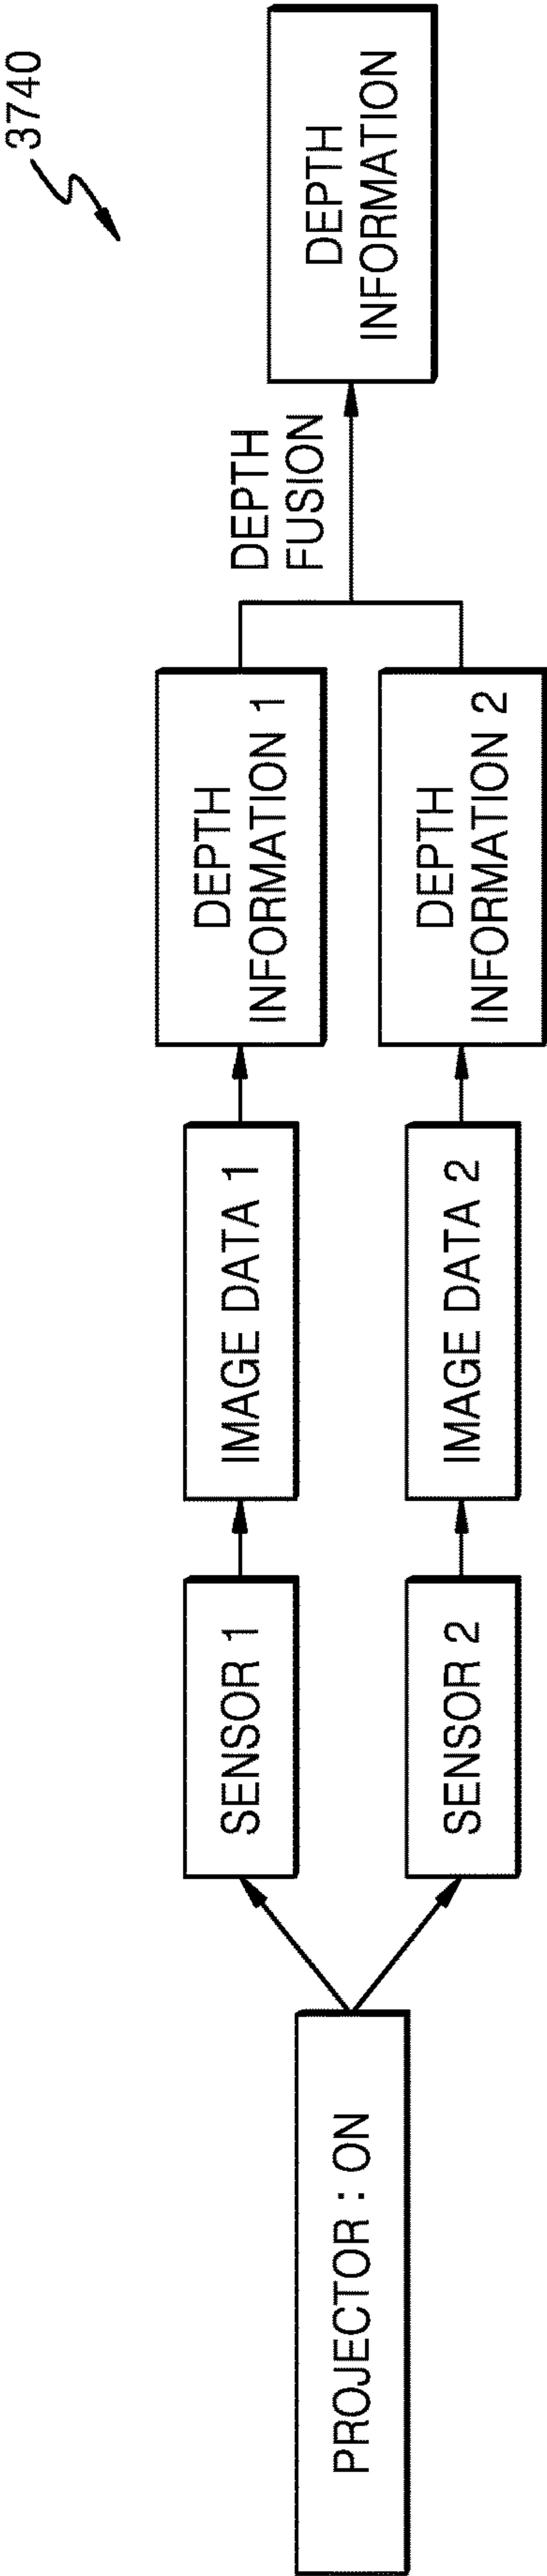 3740
PROJECTOR : ON
SENSOR 1
IMAGE DATA 1
DEPTH
INFORMATION 1
SENSOR 2
IMAGE DATA 2
DEPTH
INFORMATION 2
DEPTH
FUSION
DEPTH
INFORMATION